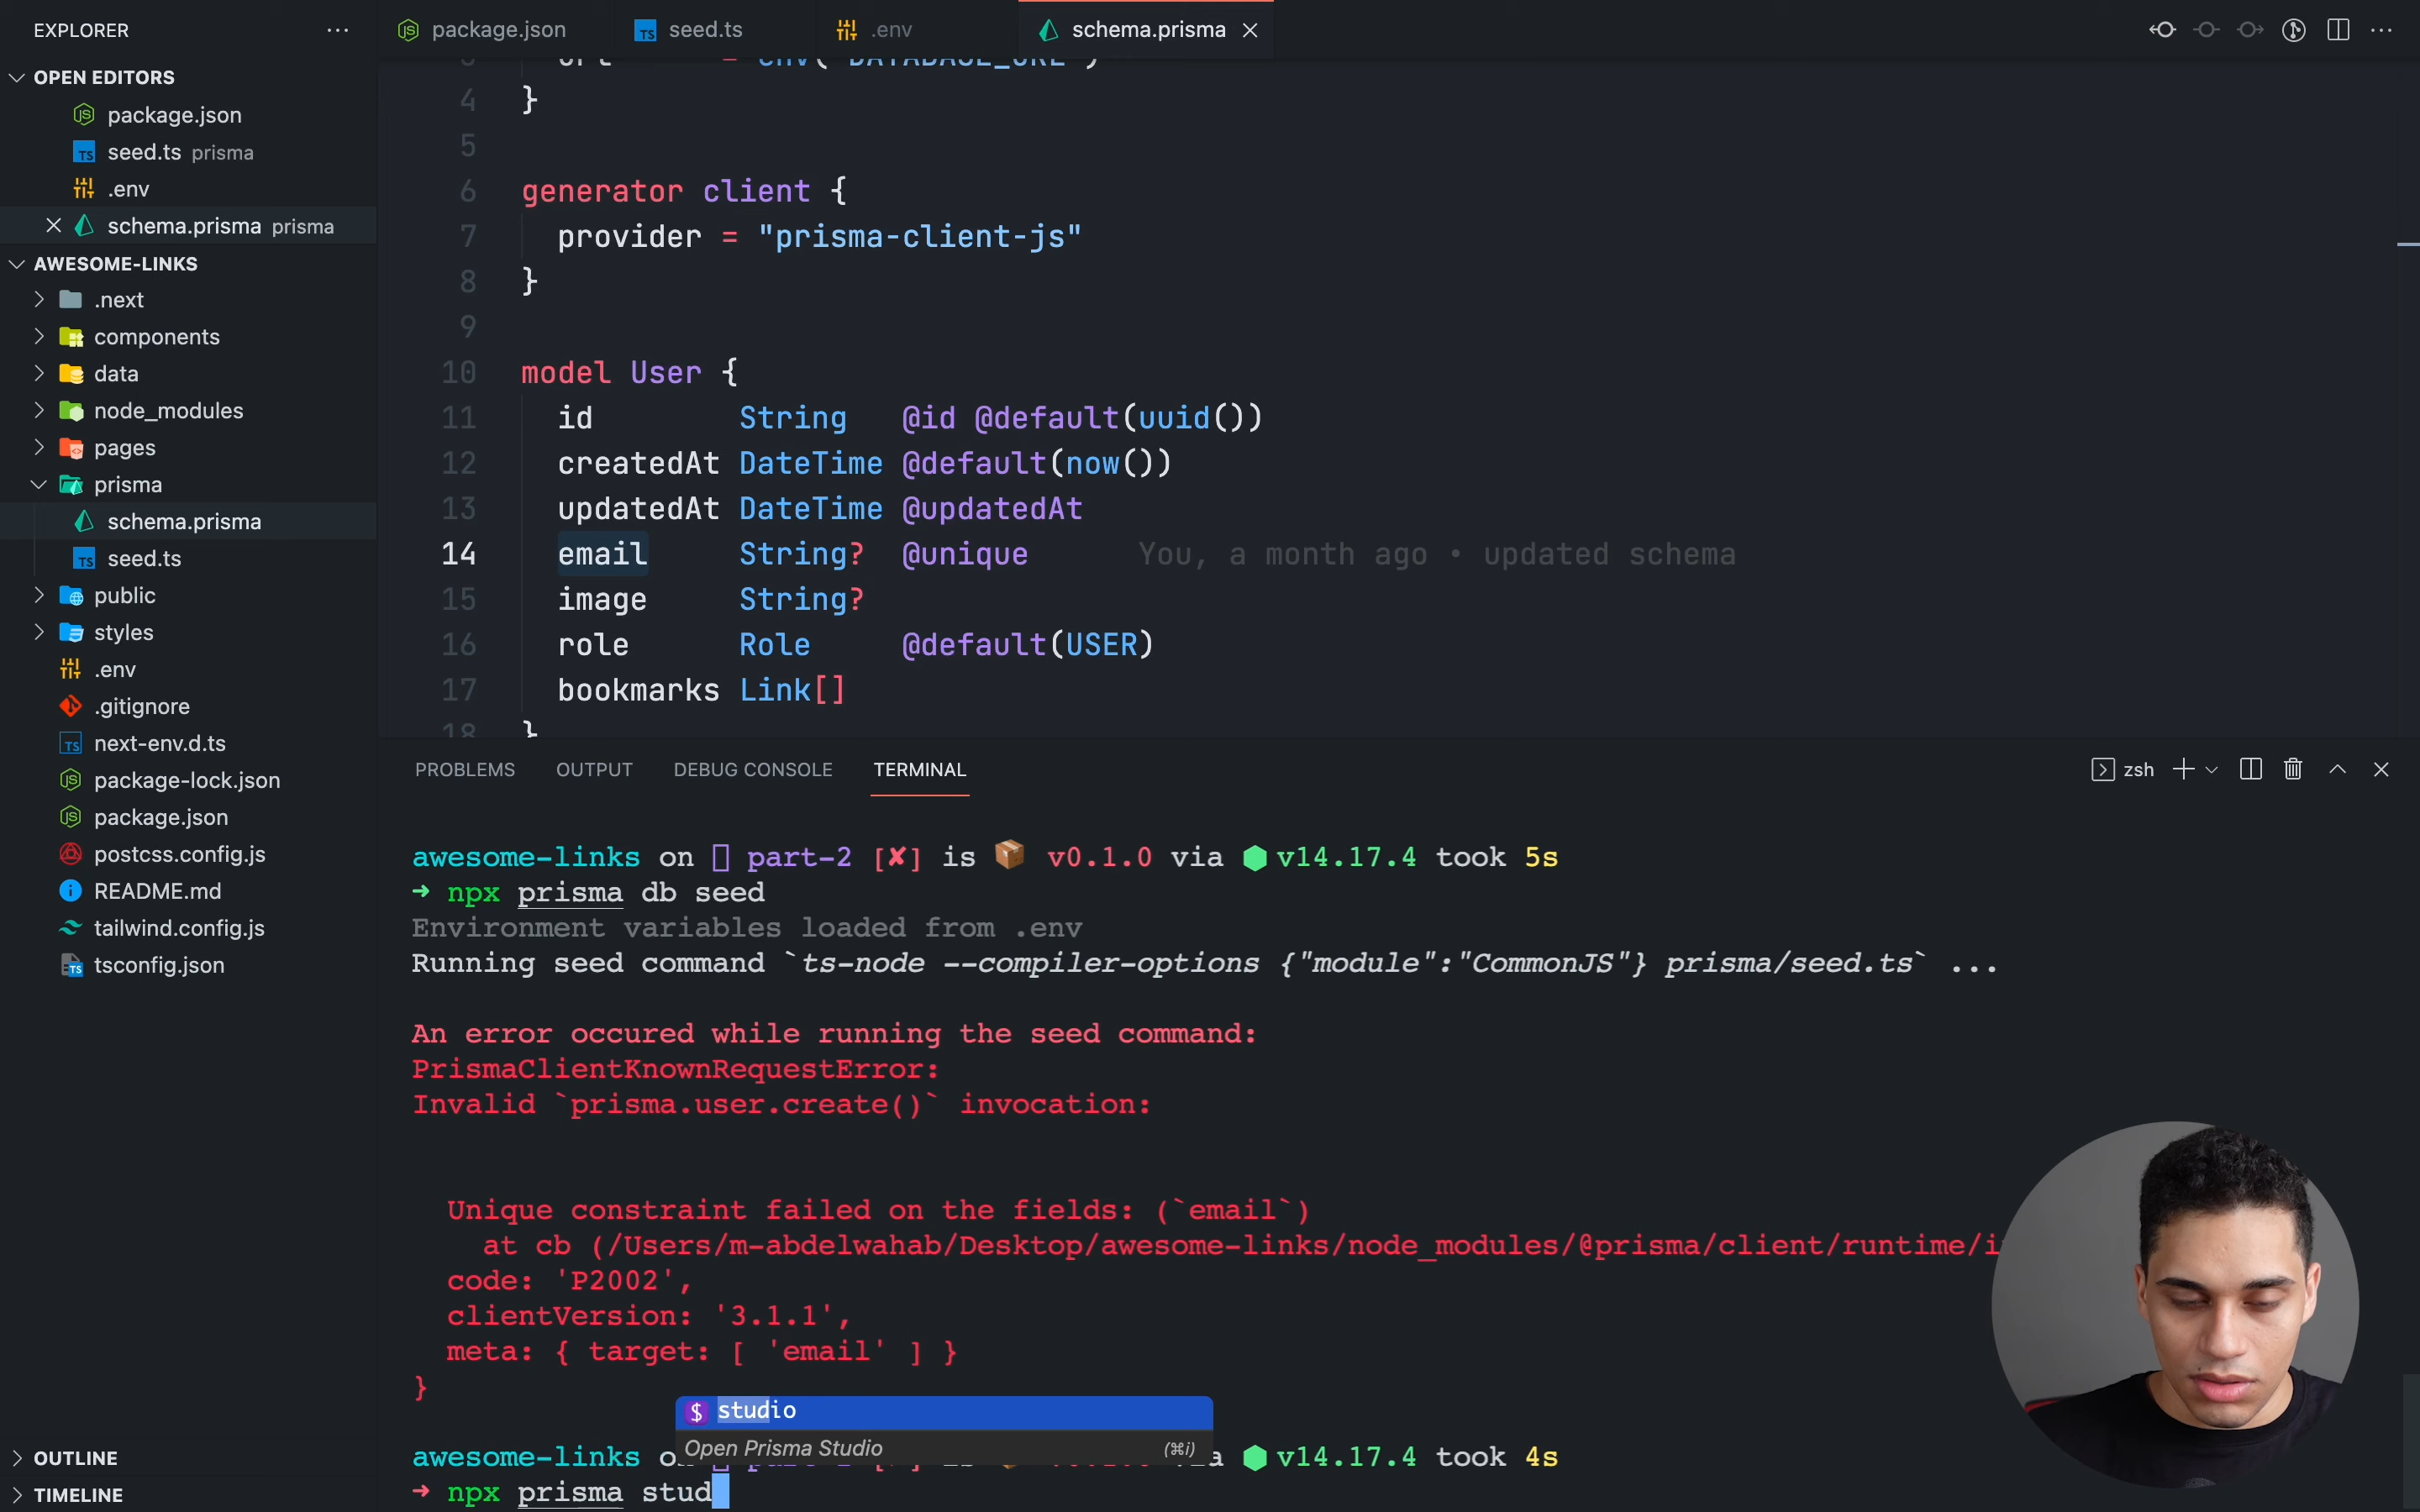 EXPLORER
OPEN EDITORS
package.json
seed.ts prisma
.env
schema.prisma prisma
AWESOME-LINKS
.next
components
data
node_modules
pages
prisma
schema.prisma
seed.ts
public
styles
.env
.gitignore
next-env.d.ts
package-lock.json
package.json
postcss.config.js
README.md
tailwind.config.js
tsconfig.json
OUTLINE
TIMELINE
package.json
seed.ts
.env
schema.prisma
3 url = env("DATABASE_URL")
4 }
5
6 generator client {
7 provider = "prisma-client-js"
8 }
9
10 model User {
11 id String @id @default(uuid())
12 createdAt DateTime @default(now())
13 updatedAt DateTime @updatedAt
14 email String? @unique You, a month ago • updated schema
15 image String?
16 role Role @default(USER)
17 bookmarks Link[]
18 }
PROBLEMS OUTPUT DEBUG CONSOLE TERMINAL
zsh
awesome-links on part-2 [✘] is 📦 v0.1.0 via ⬢ v14.17.4 took 5s
➜ npx prisma db seed
Environment variables loaded from .env
Running seed command `ts-node --compiler-options {"module":"CommonJS"} prisma/seed.ts` ...
An error occured while running the seed command:
PrismaClientKnownRequestError:
Invalid `prisma.user.create()` invocation:
Unique constraint failed on the fields: (`email`)
at cb (/Users/m-abdelwahab/Desktop/awesome-links/node_modules/@prisma/client/runtime/i
code: 'P2002',
clientVersion: '3.1.1',
meta: { target: [ 'email' ] }
}
$ studio
Open Prisma Studio (⌘i)
awesome-links v14.17.4 took 4s
➜ npx prisma stud